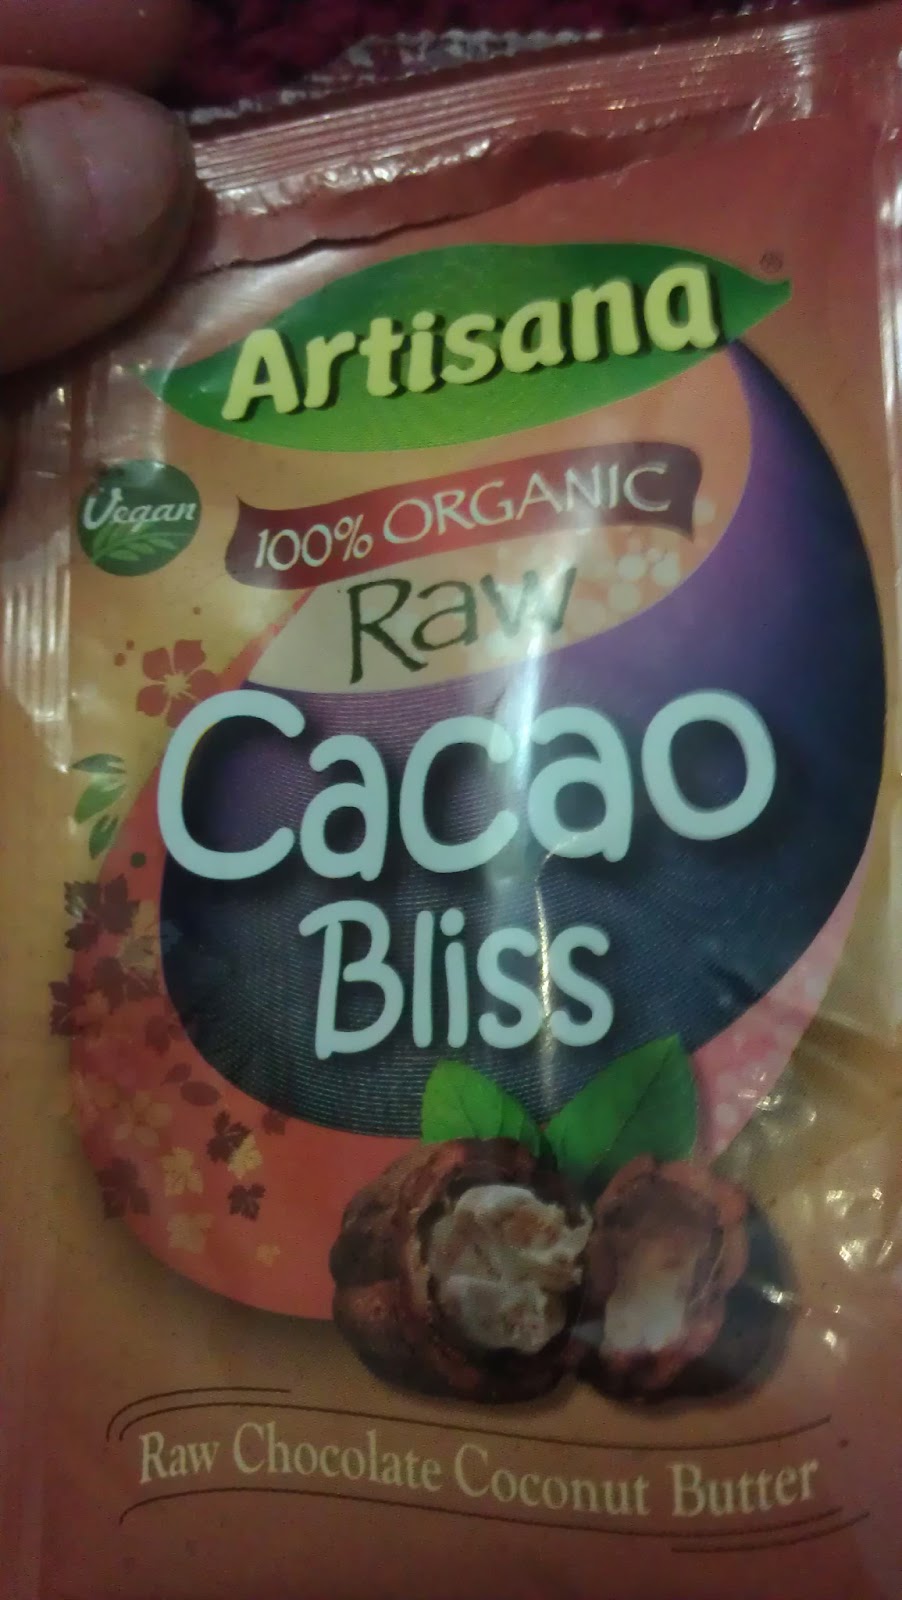 Artisana®
Vegan
100% ORGANIC
Raw
Cacao
Bliss
Raw Chocolate Coconut Butter